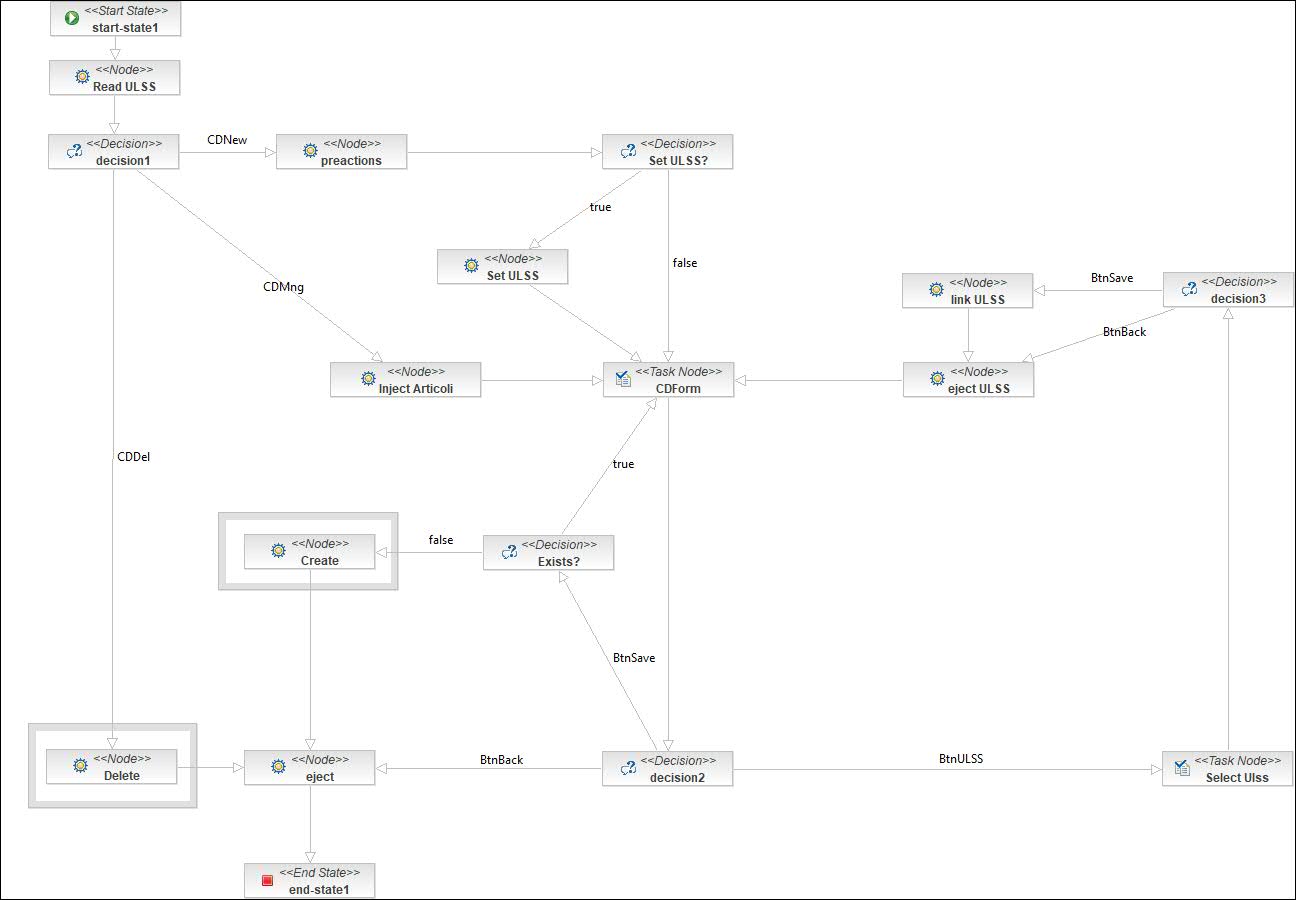 <<Start State>>
start-state1
<<Node>>
Read ULSS
<<Decision>>
decision1
CDNew
<<Node>>
preactions
<<Decision>>
Set ULSS?
true
false
<<Node>>
Set ULSS
CDMng
<<Node>>
link ULSS
BtnSave
<<Decision>>
decision3
BtnBack
<<Node>>
Inject Articoli
<<Task Node>>
CDForm
<<Node>>
eject ULSS
CDDel
true
<<Node>>
Create
false
<<Decision>>
Exists?
BtnSave
<<Node>>
Delete
<<Node>>
eject
BtnBack
<<Decision>>
decision2
BtnULSS
<<Task Node>>
Select Ulss
<<End State>>
end-state1